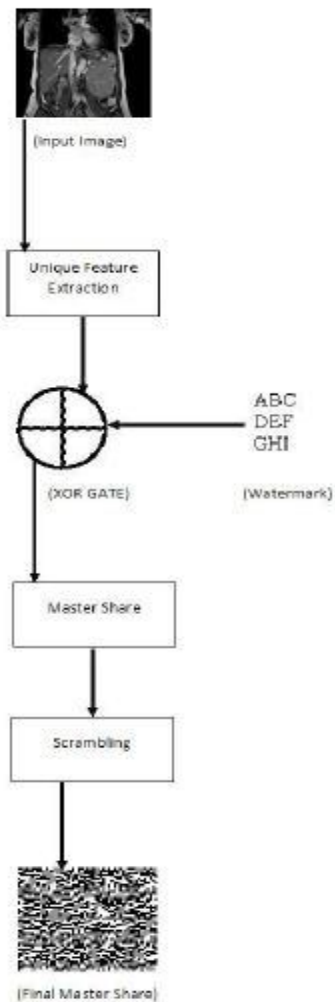 (Input Image)
Unique Feature
Extraction
ABC
DEF
GHI
(XOR GATE)
(Watermark)
Master Share
Scrambling
(Final Master Share)